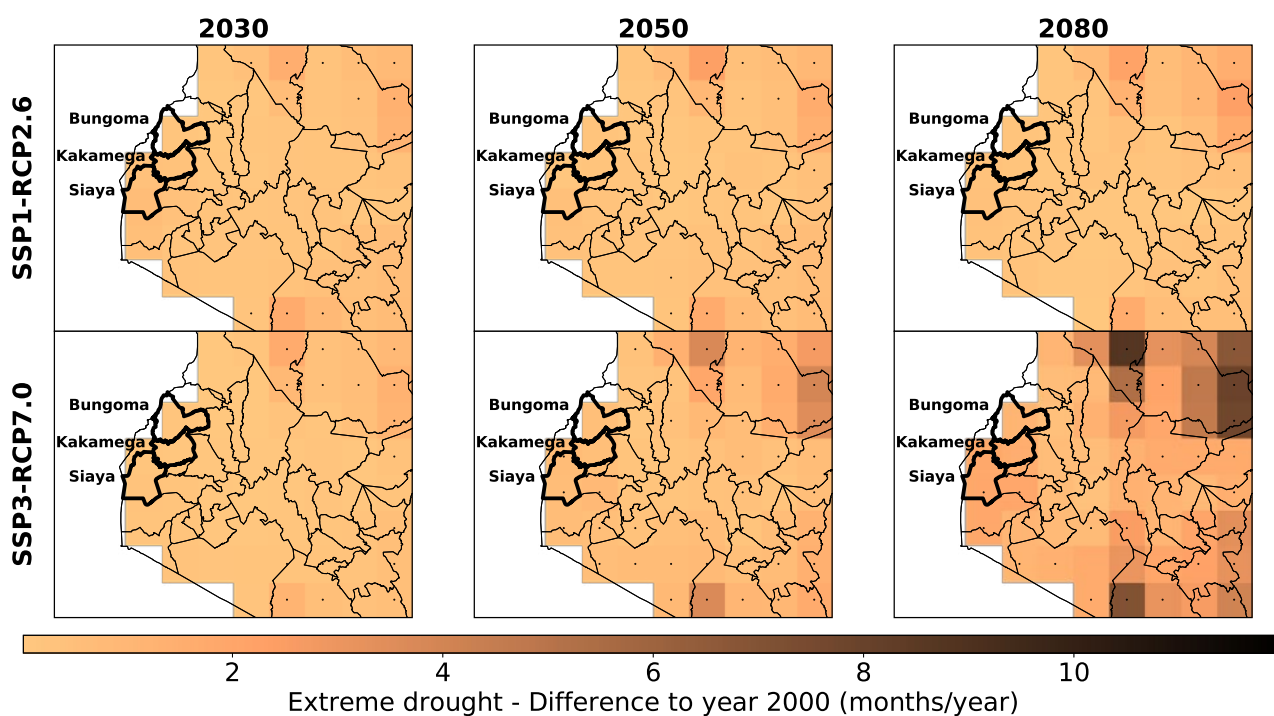 2030 2050 2080
SSP1-RCP2.6
Bungoma Bungoma Bungoma
Kakamega Kakamega Kakamega
Siaya Siaya Siaya
SSP3-RCP7.0
Bungoma Bungoma Bungoma
Kakamega Kakamega Kakamega
Siaya Siaya Siaya
2 4 6 8 10
Extreme drought - Difference to year 2000 (months/year)